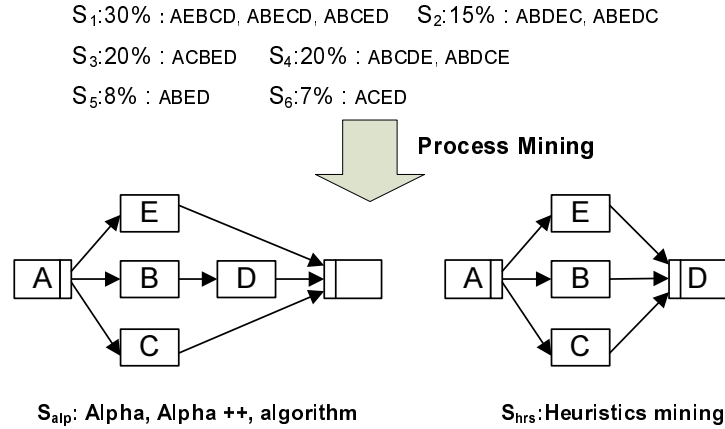 S1:30% : AEBCD, ABECD, ABCED S2:15% : ABDEC, ABEDC
S3:20% : ACBED S4:20% : ABCDE, ABDCE
S5:8% : ABED S6:7% : ACED
Process Mining
E E
A B D A B D
C C
Salp: Alpha, Alpha ++, algorithm Shrs:Heuristics mining